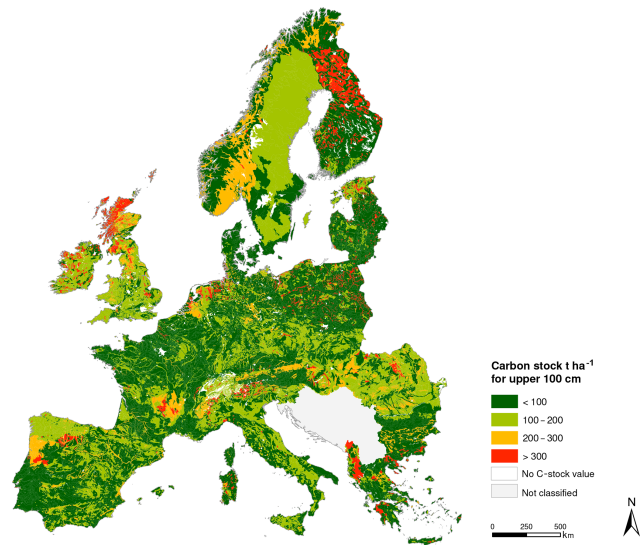 Carbon stock t ha⁻¹
for upper 100 cm
< 100
100 – 200
200 – 300
> 300
No C-stock value
Not classified
0 250 500
km
N